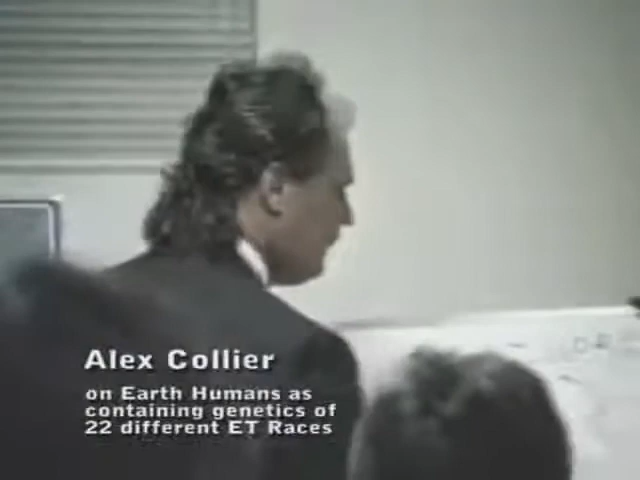 Alex Collier
on Earth Humans as
containing genetics of
22 different ET Races